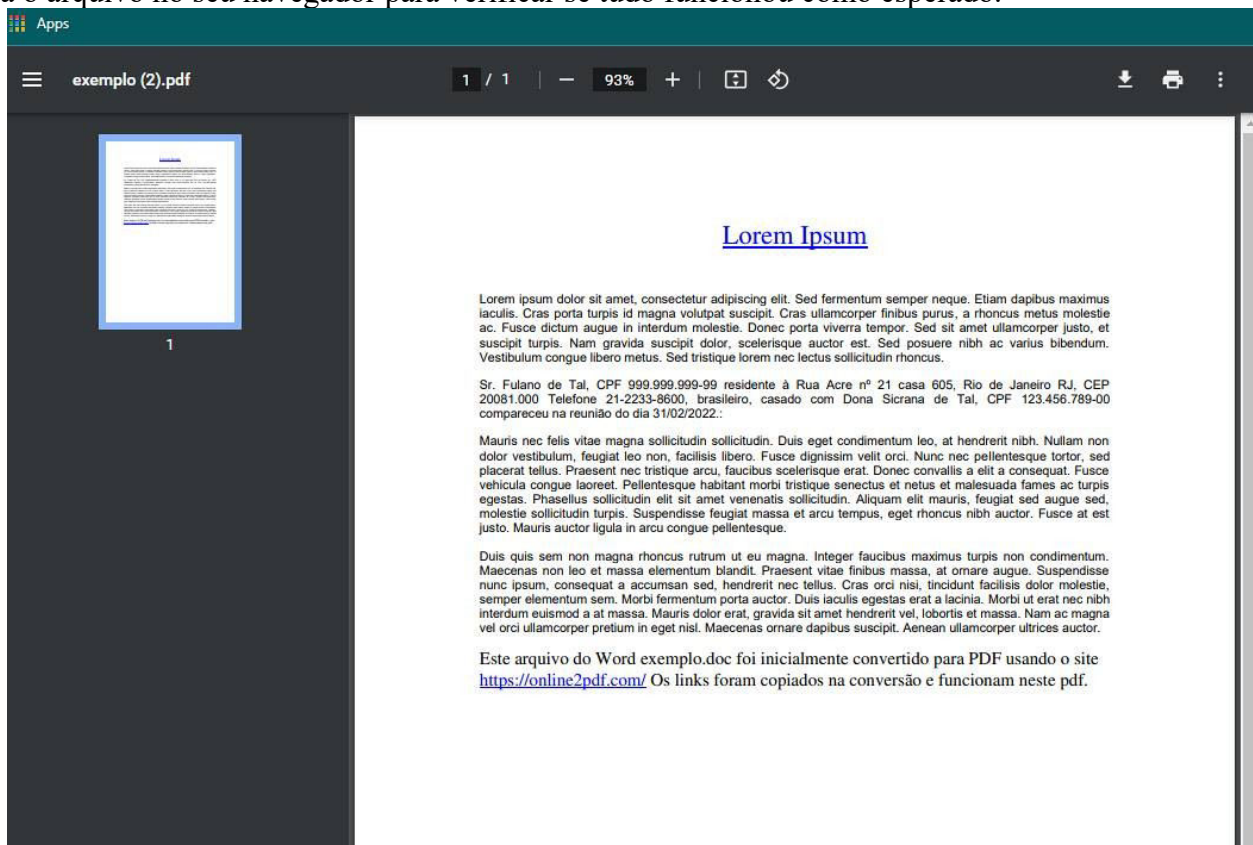 a o arquivo no seu navegador para verificar se tudo funcionou como esperado.
Apps
exemplo (2).pdf
1 / 1
93%
1
Lorem Ipsum
Lorem ipsum dolor sit amet, consectetur adipiscing elit. Sed fermentum semper neque. Etiam dapibus maximus
iaculis. Cras porta turpis id magna volutpat suscipit. Cras ullamcorper finibus purus, a rhoncus metus molestie
ac. Fusce dictum augue in interdum molestie. Donec porta viverra tempor. Sed sit amet ullamcorper justo, et
suscipit turpis. Nam gravida suscipit dolor, scelerisque auctor est. Sed posuere nibh ac varius bibendum.
Vestibulum congue libero metus. Sed tristique lorem nec lectus sollicitudin rhoncus.
Sr. Fulano de Tal, CPF 999.999.999-99 residente à Rua Acre nº 21 casa 605, Rio de Janeiro RJ, CEP
20081.000 Telefone 21-2233-8600, brasileiro, casado com Dona Sicrana de Tal, CPF 123.456.789-00
compareceu na reunião do dia 31/02/2022.:
Mauris nec felis vitae magna sollicitudin sollicitudin. Duis eget condimentum leo, at hendrerit nibh. Nullam non
dolor vestibulum, feugiat leo non, facilisis libero. Fusce dignissim velit orci. Nunc nec pellentesque tortor, sed
placerat tellus. Praesent nec tristique arcu, faucibus scelerisque erat. Donec convallis a elit a consequat. Fusce
vehicula congue laoreet. Pellentesque habitant morbi tristique senectus et netus et malesuada fames ac turpis
egestas. Phasellus sollicitudin elit sit amet venenatis sollicitudin. Aliquam elit mauris, feugiat sed augue sed,
molestie sollicitudin turpis. Suspendisse feugiat massa et arcu tempus, eget rhoncus nibh auctor. Fusce at est
justo. Mauris auctor ligula in arcu congue pellentesque.
Duis quis sem non magna rhoncus rutrum ut eu magna. Integer faucibus maximus turpis non condimentum.
Maecenas non leo et massa elementum blandit. Praesent vitae finibus massa, at ornare augue. Suspendisse
nunc ipsum, consequat a accumsan sed, hendrerit nec tellus. Cras orci nisi, tincidunt facilisis dolor molestie,
semper elementum sem. Morbi fermentum porta auctor. Duis iaculis egestas erat a lacinia. Morbi ut erat nec nibh
interdum euismod a at massa. Mauris dolor erat, gravida sit amet hendrerit vel, lobortis et massa. Nam ac magna
vel orci ullamcorper pretium in eget nisl. Maecenas ornare dapibus suscipit. Aenean ullamcorper ultrices auctor.
Este arquivo do Word exemplo.doc foi inicialmente convertido para PDF usando o site
https://online2pdf.com/ Os links foram copiados na conversão e funcionam neste pdf.